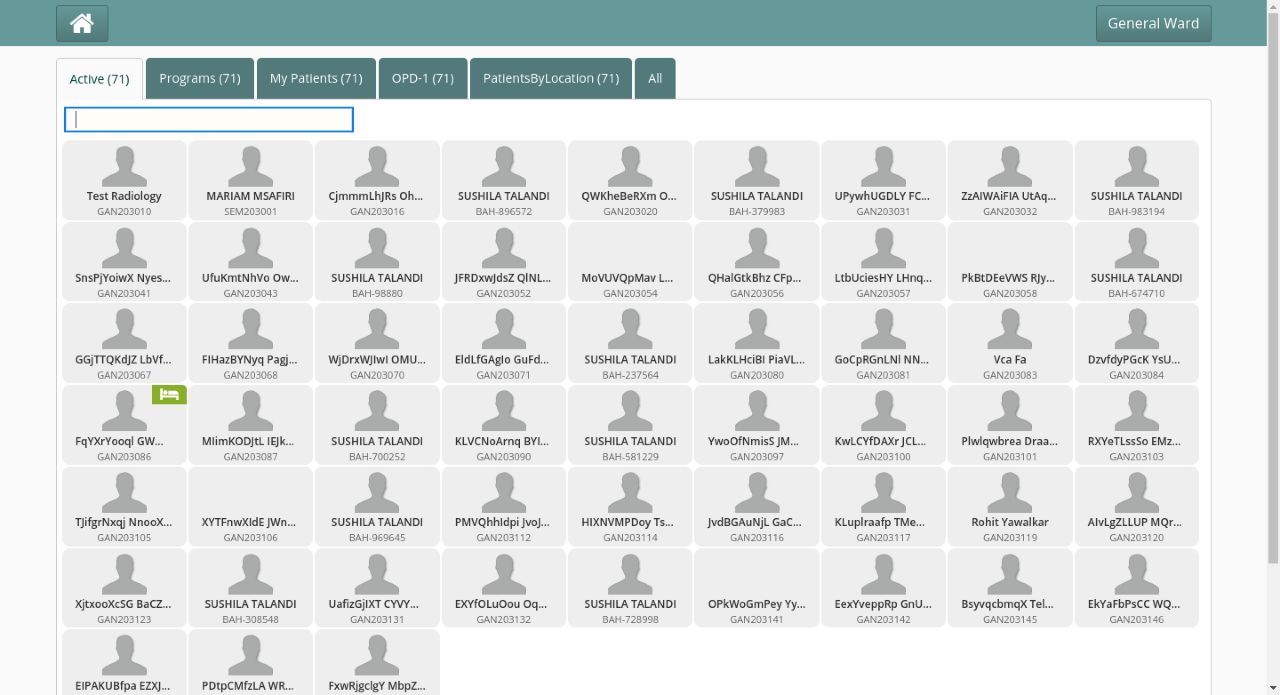 General Ward
Active (71)
Programs (71)
My Patients (71)
OPD-1 (71)
PatientsByLocation (71)
All
Test Radiology
GAN203010
MARIAM MSAFIRI
SEM203001
CjmmmLhJRs Oh...
GAN203016
SUSHILA TALANDI
BAH-896572
QWKheBeRXm O...
GAN203020
SUSHILA TALANDI
BAH-379983
UPywhUGDLY FC...
GAN203031
ZzAIWAiFIA UtAq...
GAN203032
SUSHILA TALANDI
BAH-983194
SnsPjYoiwX Nyes...
GAN203041
UfuKmtNhVo Ow...
GAN203043
SUSHILA TALANDI
BAH-98880
JFRDxwJdsZ QlNL...
GAN203052
MoVUVQpMav L...
GAN203054
QHalGtkBhz CFp...
GAN203056
LtbUciesHY LHnq...
GAN203057
PkBtDEeVWS RJy...
GAN203058
SUSHILA TALANDI
BAH-674710
GGjTTQKdJZ LbVf...
GAN203067
FIHazBYNyq Pagj...
GAN203068
WjDrxWJIwI OMU...
GAN203070
EldLfGAgIo GuFd...
GAN203071
SUSHILA TALANDI
BAH-237564
LakKLHciBI PiaVL...
GAN203080
GoCpRGnLNl NN...
GAN203081
Vca Fa
GAN203083
DzvfdyPGcK YsU...
GAN203084
FqYXrYooql GW...
GAN203086
MIimKODJtL IEJk...
GAN203087
SUSHILA TALANDI
BAH-700252
KLVCNoArnq BYI...
GAN203090
SUSHILA TALANDI
BAH-581229
YwoOfNmisS JM...
GAN203097
KwLCYfDAXr JCL...
GAN203100
Plwlqwbrea Draa...
GAN203101
RXYeTLssSo EMz...
GAN203103
TJifgrNxqj NnooX...
GAN203105
XYTFnwXIdE JWn...
GAN203106
SUSHILA TALANDI
BAH-969645
PMVQhhIdpi JvoJ...
GAN203112
HIXNVMPDoy Ts...
GAN203114
JvdBGAuNjL GaC...
GAN203116
KLuplraafp TMe...
GAN203117
Rohit Yawalkar
GAN203119
AIvLgZLLUP MQr...
GAN203120
XjtxooXcSG BaCZ...
GAN203123
SUSHILA TALANDI
BAH-308548
UafizGjIXT CYVY...
GAN203131
EXYfOLuOou Oq...
GAN203132
SUSHILA TALANDI
BAH-728998
OPkWoGmPey Yy...
GAN203141
EexYveppRp GnU...
GAN203142
BsyvqcbmqX Tel...
GAN203145
EkYaFbPsCC WQ...
GAN203146
EIPAKUBfpa EZXJ...
PDtpCMfzLA WR...
FxwRjgclgY MbpZ...